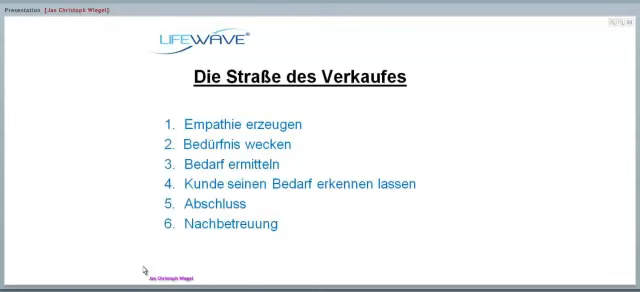 Presentation [Jan Christoph Wiegel]
LIFEWAVE®
Die Straße des Verkaufes
1. Empathie erzeugen
2. Bedürfnis wecken
3. Bedarf ermitteln
4. Kunde seinen Bedarf erkennen lassen
5. Abschluss
6. Nachbetreuung
Jan Christoph Wiegel